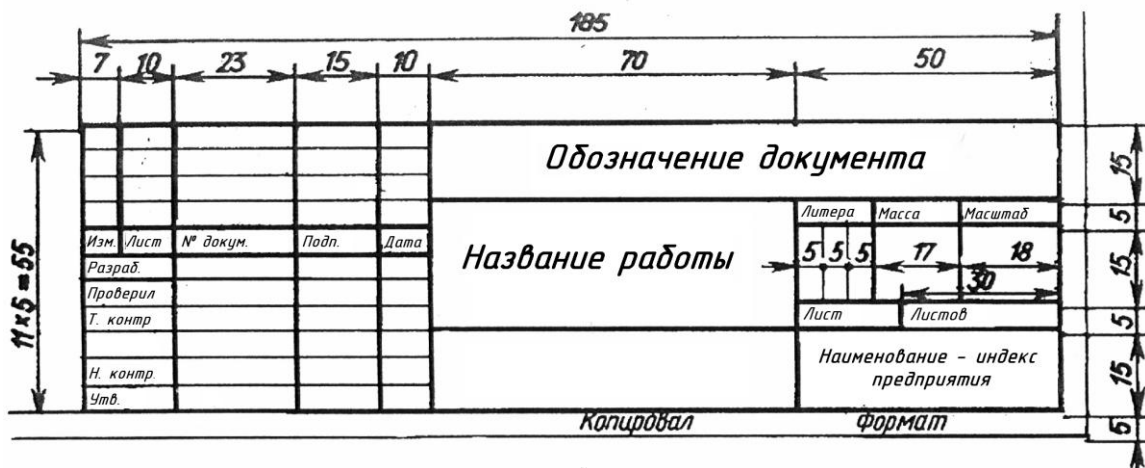 185
7 10 23 15 10 70 50
Обозначение документа
15
Литера Масса Масштаб
5
Изм. Лист № докум. Подп. Дата
Название работы
5 5 5 17 18
15
Разраб.
30
Проверил
Т. контр
Лист Листов
5
11×5=55
Наименование - индекс
предприятия
15
Н. контр.
Утв.
Копировал Формат
5